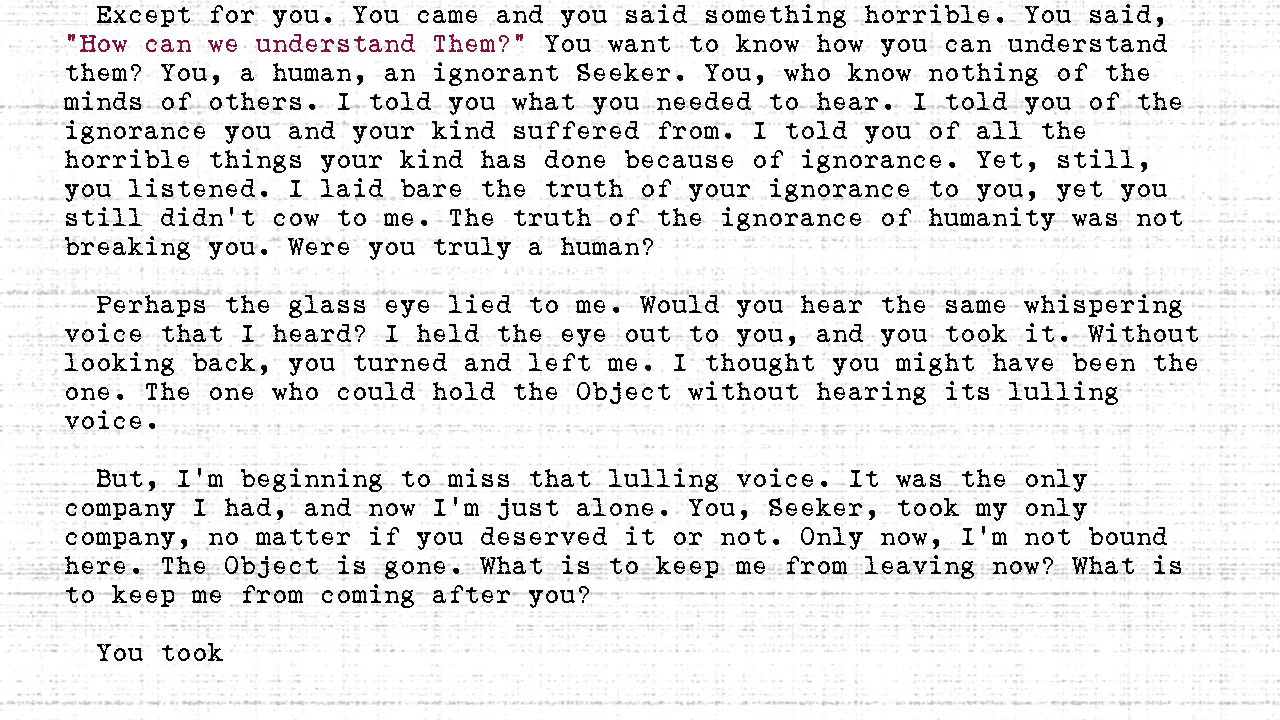 Except for you. You came and you said something horrible. You said,
"How can we understand Them?" You want to know how you can understand
them? You, a human, an ignorant Seeker. You, who know nothing of the
minds of others. I told you what you needed to hear. I told you of the
ignorance you and your kind suffered from. I told you of all the
horrible things your kind has done because of ignorance. Yet, still,
you listened. I laid bare the truth of your ignorance to you, yet you
still didn't cow to me. The truth of the ignorance of humanity was not
breaking you. Were you truly a human?
Perhaps the glass eye lied to me. Would you hear the same whispering
voice that I heard? I held the eye out to you, and you took it. Without
looking back, you turned and left me. I thought you might have been the
one. The one who could hold the Object without hearing its lulling
voice.
But, I'm beginning to miss that lulling voice. It was the only
company I had, and now I'm just alone. You, Seeker, took my only
company, no matter if you deserved it or not. Only now, I'm not bound
here. The Object is gone. What is to keep me from leaving now? What is
to keep me from coming after you?
You took